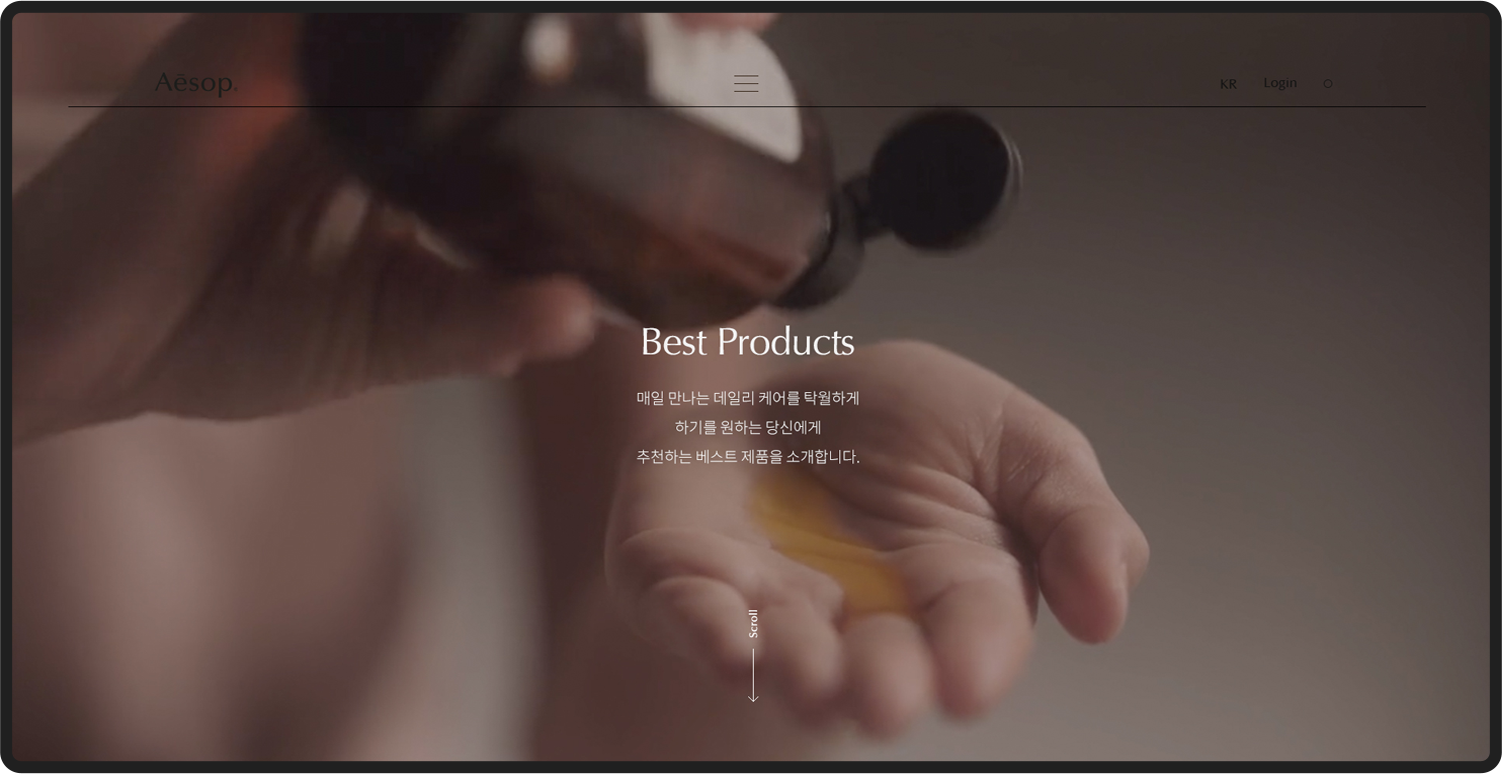 Aēsop.
KR
Login
Best Products
매일 만나는 데일리 케어를 탁월하게
하기를 원하는 당신에게
추천하는 베스트 제품을 소개합니다.
Scroll